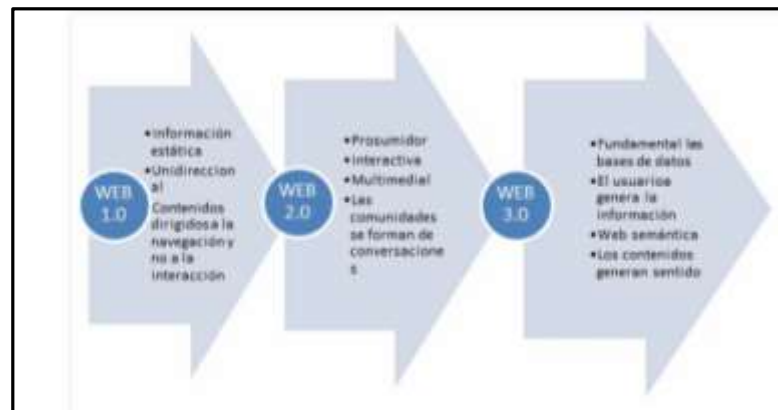 WEB
1.0
•Información
estática
•Unidireccion
al
Contenidos
dirigidos a la
navegación y
no a la
interacción
WEB
2.0
•Prosumidor
•Interactiva
•Multimedial
•Las
comunidades
se forman de
conversacione
s
WEB
3.0
•Fundamental las
bases de datos
•El usuarios
genera la
información
•Web semántica
•Los contenidos
generan sentido